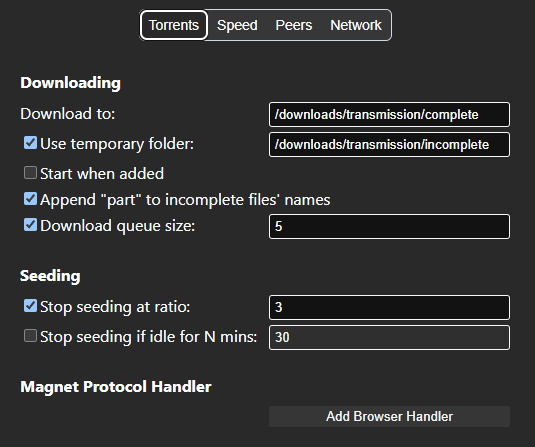 Torrents Speed Peers Network
Downloading
Download to: /downloads/transmission/complete
Use temporary folder: /downloads/transmission/incomplete
Start when added
Append "part" to incomplete files' names
Download queue size: 5
Seeding
Stop seeding at ratio: 3
Stop seeding if idle for N mins: 30
Magnet Protocol Handler
Add Browser Handler